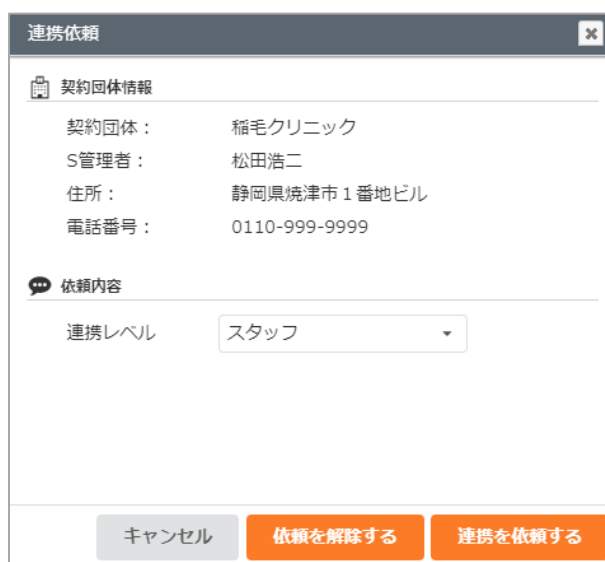 連携依頼
契約団体情報
契約団体： 稲毛クリニック
S管理者： 松田浩二
住所： 静岡県焼津市１番地ビル
電話番号： 0110-999-9999
依頼内容
連携レベル スタッフ
キャンセル 依頼を解除する 連携を依頼する